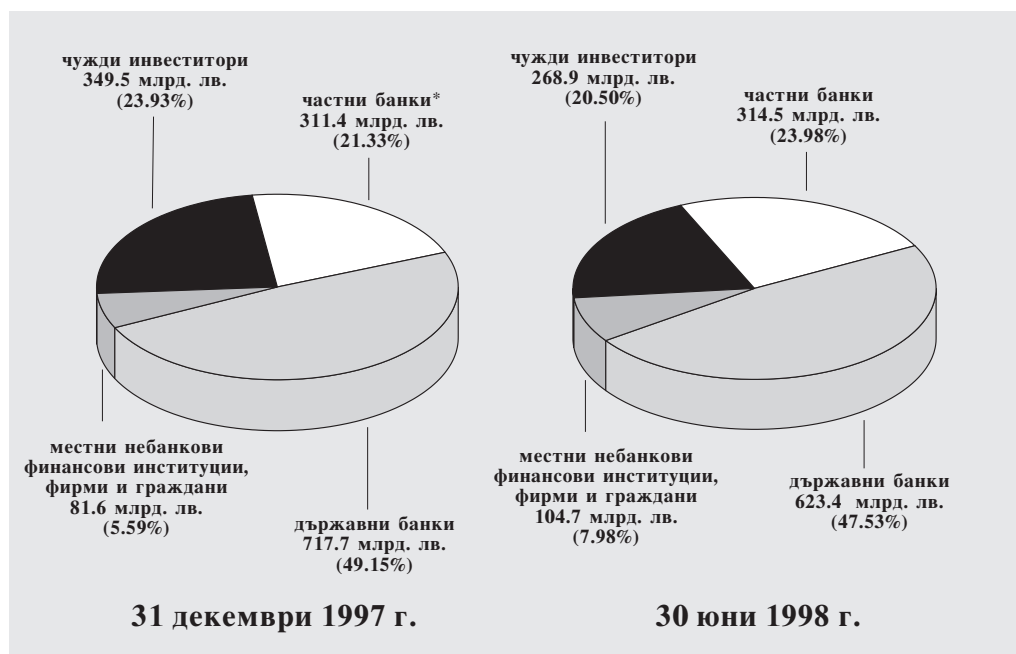 чужди инвеститори
349.5 млрд. лв.
(23.93%)
частни банки*
311.4 млрд. лв.
(21.33%)
местни небанкови
финансови институции,
фирми и граждани
81.6 млрд. лв.
(5.59%)
държавни банки
717.7 млрд. лв.
(49.15%)
31 декември 1997 г.
чужди инвеститори
268.9 млрд. лв.
(20.50%)
частни банки
314.5 млрд. лв.
(23.98%)
местни небанкови
финансови институции,
фирми и граждани
104.7 млрд. лв.
(7.98%)
държавни банки
623.4 млрд. лв.
(47.53%)
30 юни 1998 г.